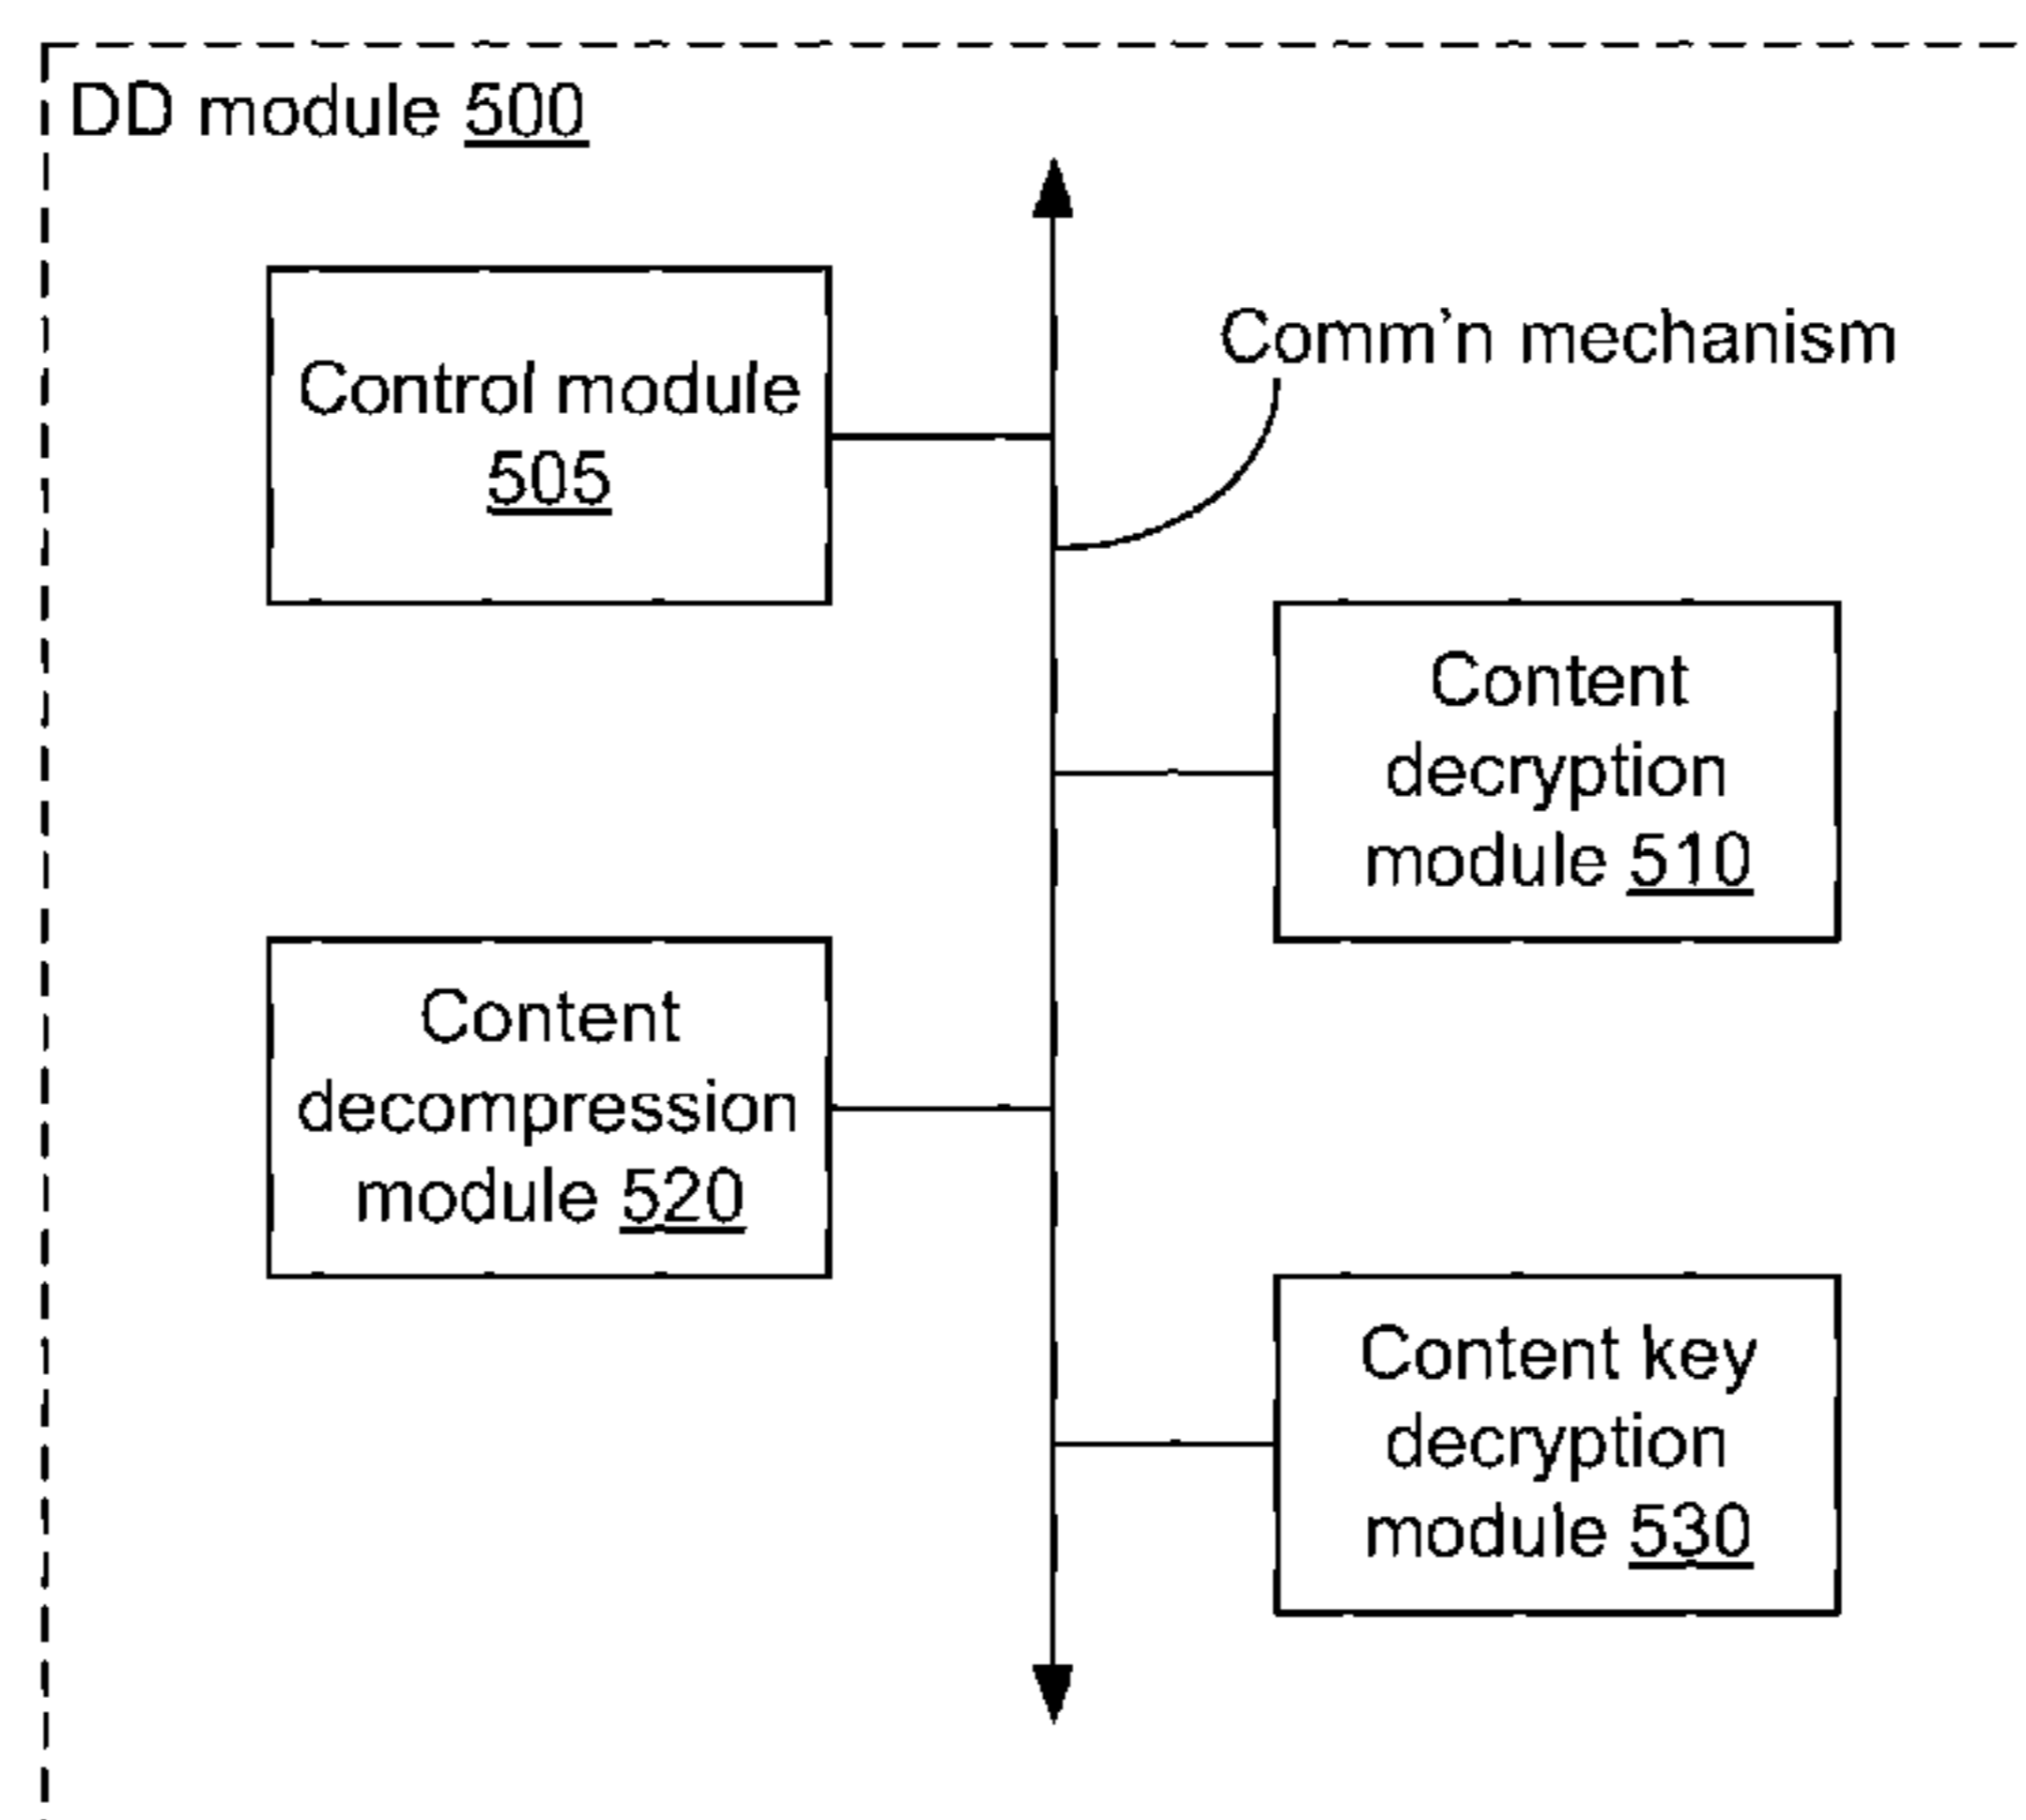 DD module 500
Control module
505
Comm’n mechanism
Content
decryption
module 510
Content
decompression
module 520
Content key
decryption
module 530